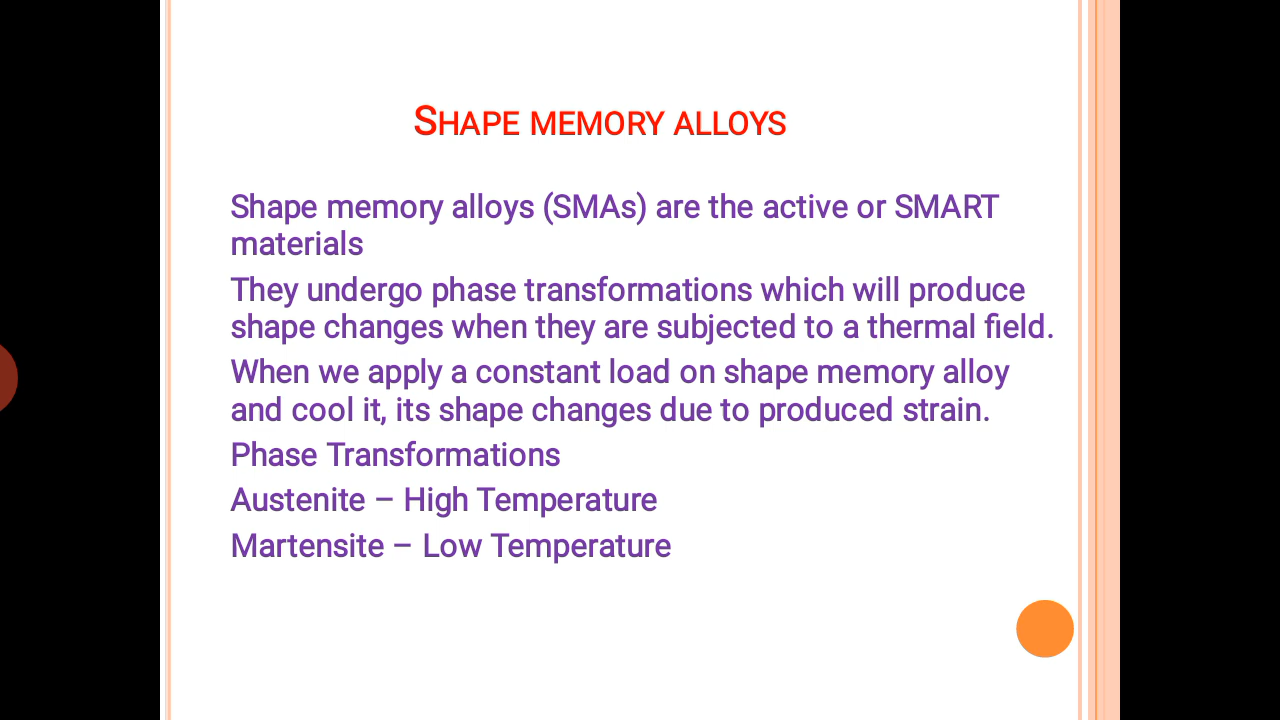 SHAPE MEMORY ALLOYS
Shape memory alloys (SMAs) are the active or SMART
materials
They undergo phase transformations which will produce
shape changes when they are subjected to a thermal field.
When we apply a constant load on shape memory alloy
and cool it, its shape changes due to produced strain.
Phase Transformations
Austenite – High Temperature
Martensite – Low Temperature